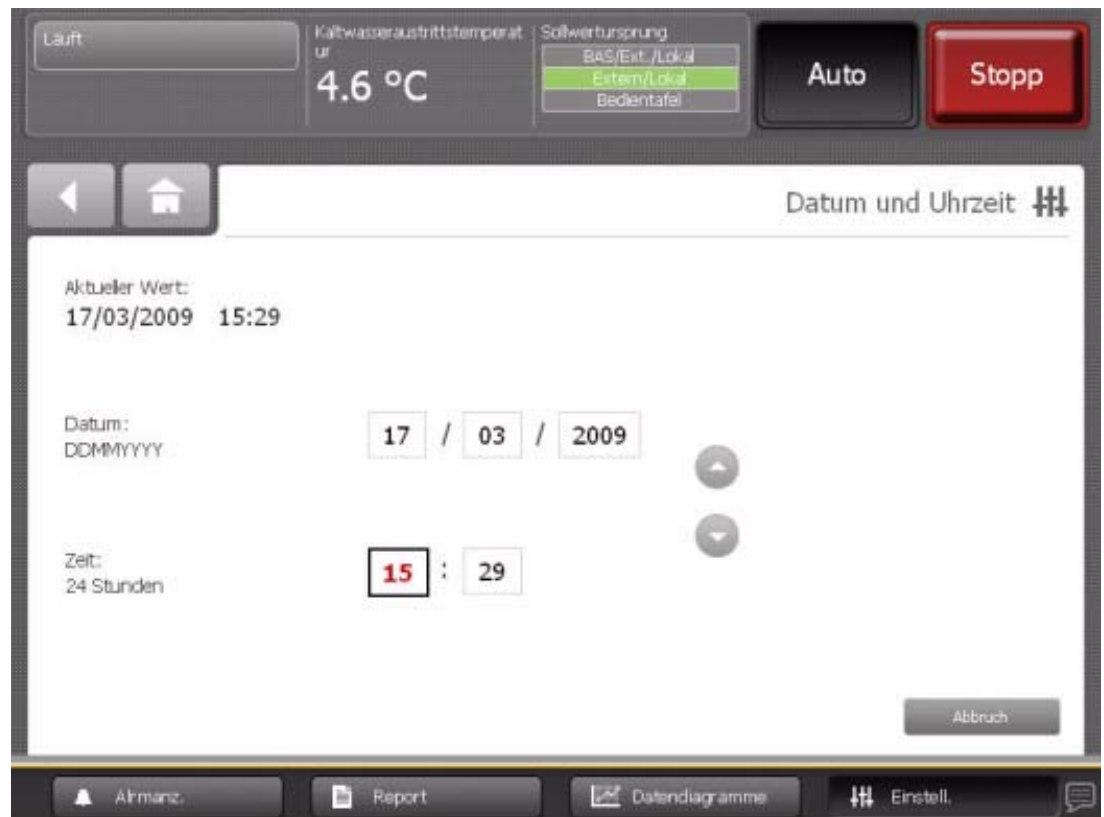 Läuft
Kaltwasseraustrittstemperat
ur
4.6 °C
Sollwertursprung
BAS/Ext./Lokal
Extern/Lokal
Bedientafel
Auto
Stopp
Datum und Uhrzeit
Aktueller Wert:
17/03/2009 15:29
Datum:
DDMMYYYY
17 / 03 / 2009
Zeit:
24 Stunden
15 : 29
Abbruch
Alrmanz.
Report
Datendiagramme
Einstell.